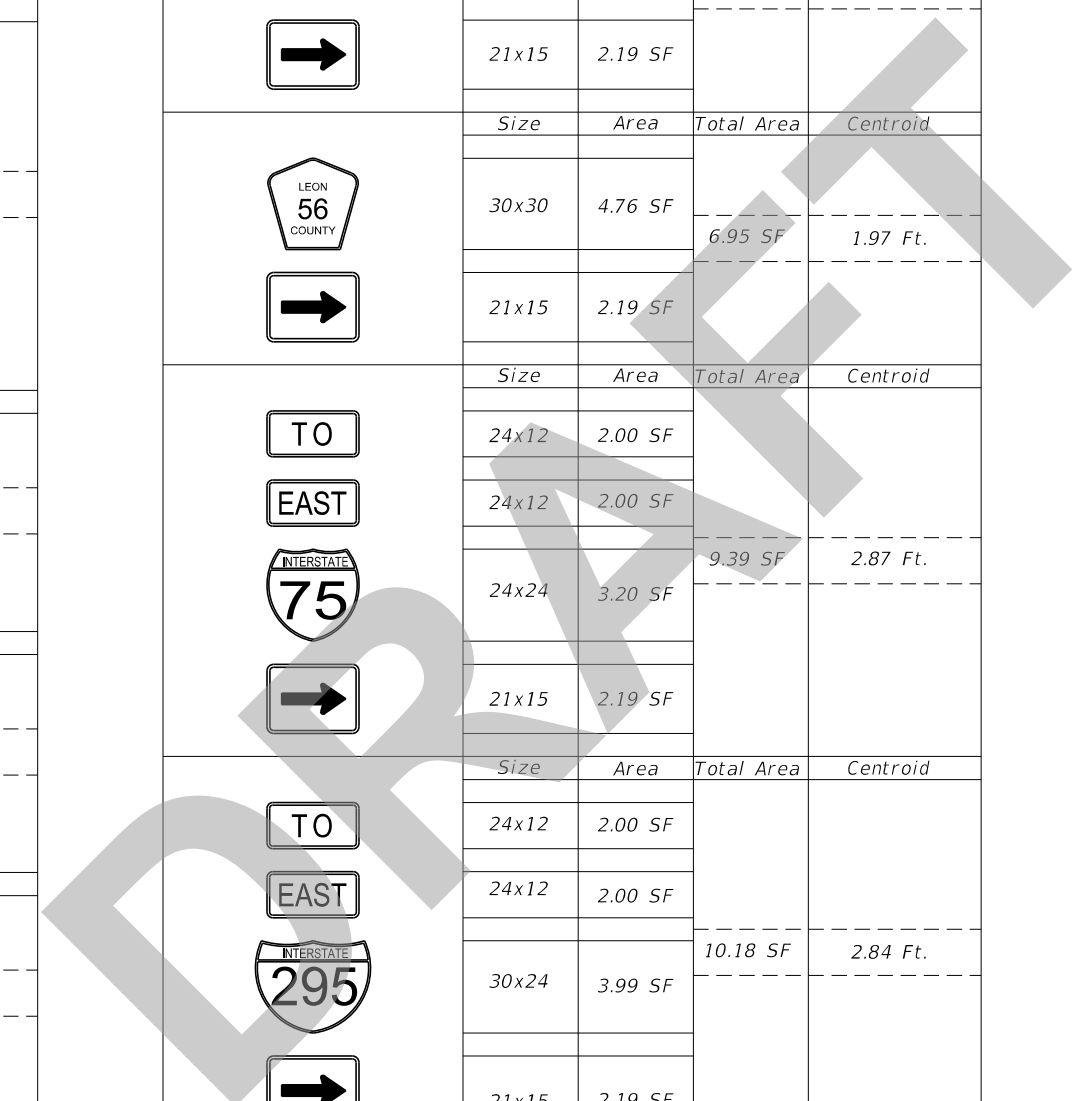 21x15 2.19 SF
Size Area Total Area Centroid
LEON
56
COUNTY
30x30 4.76 SF
6.95 SF 1.97 Ft.
21x15 2.19 SF
Size Area Total Area Centroid
TO 24x12 2.00 SF
EAST 24x12 2.00 SF
INTERSTATE
75
24x24 3.20 SF
9.39 SF 2.87 Ft.
21x15 2.19 SF
Size Area Total Area Centroid
TO 24x12 2.00 SF
EAST 24x12 2.00 SF
INTERSTATE
295
30x24 3.99 SF
10.18 SF 2.84 Ft.
21x15 2.19 SF
DRAFT